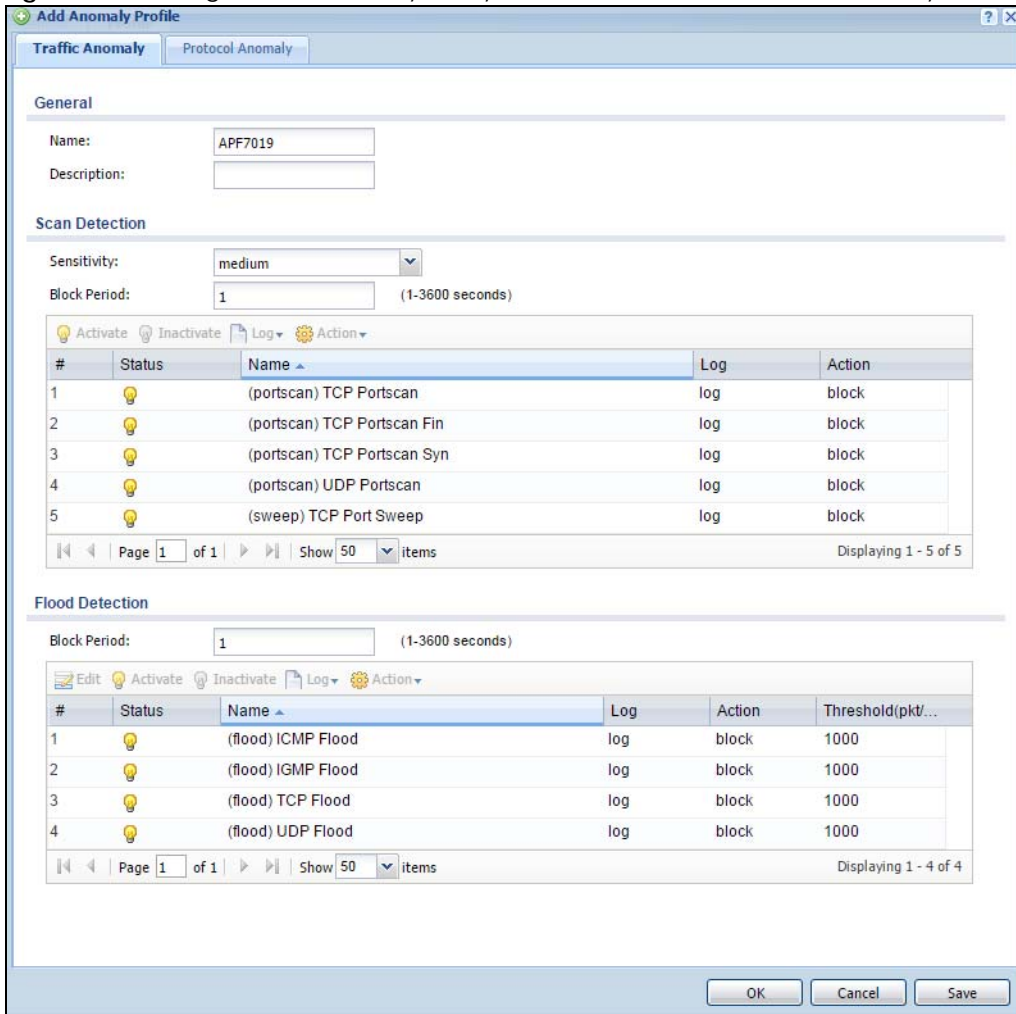 Add Anomaly Profile
Traffic Anomaly Protocol Anomaly
General
Name: APF7019
Description:
Scan Detection
Sensitivity: medium
Block Period: 1 (1-3600 seconds)
Activate Inactivate Log Action
# Status Name Log Action
1 (portscan) TCP Portscan log block
2 (portscan) TCP Portscan Fin log block
3 (portscan) TCP Portscan Syn log block
4 (portscan) UDP Portscan log block
5 (sweep) TCP Port Sweep log block
Page 1 of 1 Show 50 items Displaying 1 - 5 of 5
Flood Detection
Block Period: 1 (1-3600 seconds)
Edit Activate Inactivate Log Action
# Status Name Log Action Threshold(pkt/...
1 (flood) ICMP Flood log block 1000
2 (flood) IGMP Flood log block 1000
3 (flood) TCP Flood log block 1000
4 (flood) UDP Flood log block 1000
Page 1 of 1 Show 50 items Displaying 1 - 4 of 4
OK Cancel Save